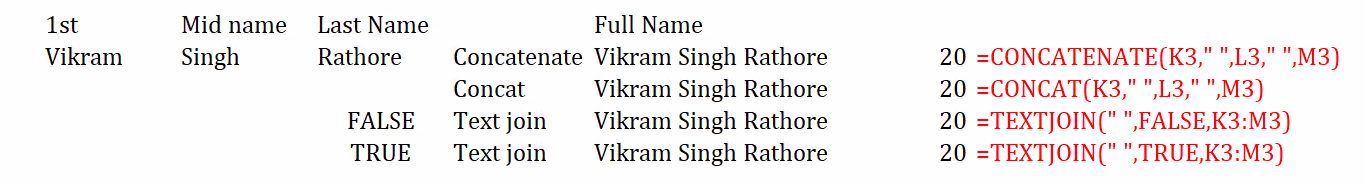 1st Mid name Last Name Full Name
Vikram Singh Rathore Concatenate Vikram Singh Rathore 20 =CONCATENATE(K3," ",L3," ",M3)
Concat Vikram Singh Rathore 20 =CONCAT(K3," ",L3," ",M3)
FALSE Text join Vikram Singh Rathore 20 =TEXTJOIN(" ",FALSE,K3:M3)
TRUE Text join Vikram Singh Rathore 20 =TEXTJOIN(" ",TRUE,K3:M3)